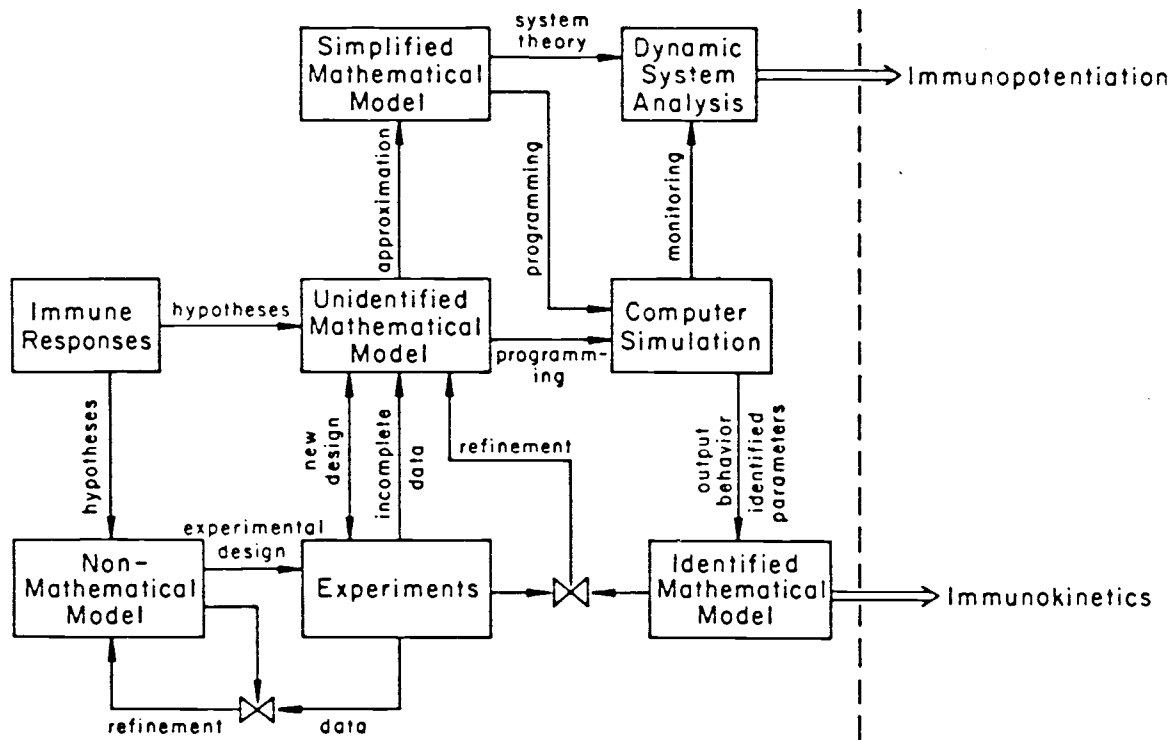 Simplified
Mathematical
Model
system
theory
Dynamic
System
Analysis
Immunopotentiation
approximation
programming
monitoring
Immune
Responses
hypotheses
Unidentified
Mathematical
Model
programm-
ing
Computer
Simulation
hypotheses
new
design
incomplete
data
refinement
output
behavior
identified
parameters
Non-
Mathematical
Model
experimental
design
Experiments
Identified
Mathematical
Model
Immunokinetics
refinement
data